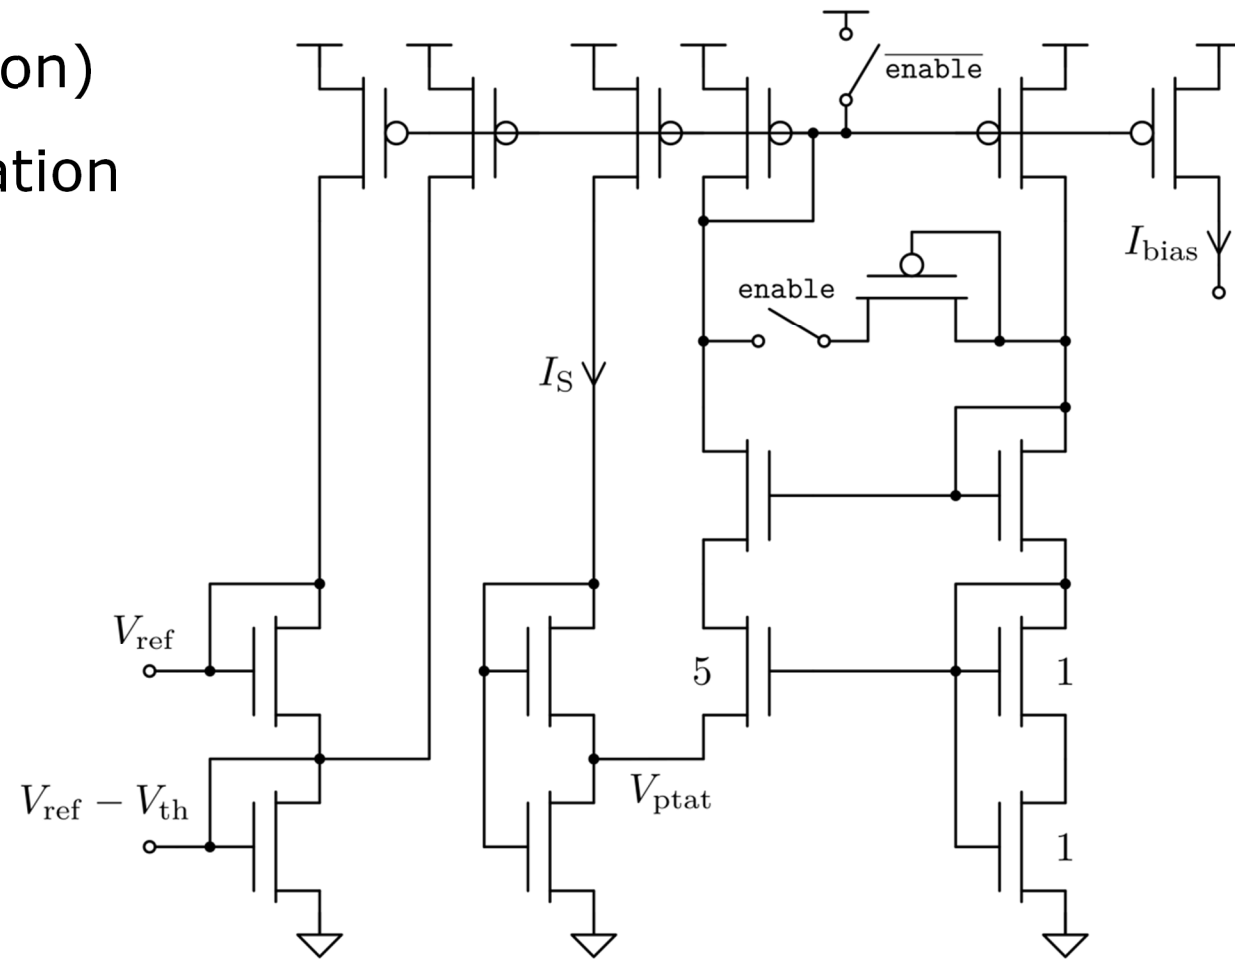 on)
ation
enable
I_bias
enable
I_S
V_ref
5
1
V_ptat
V_ref − V_th
1